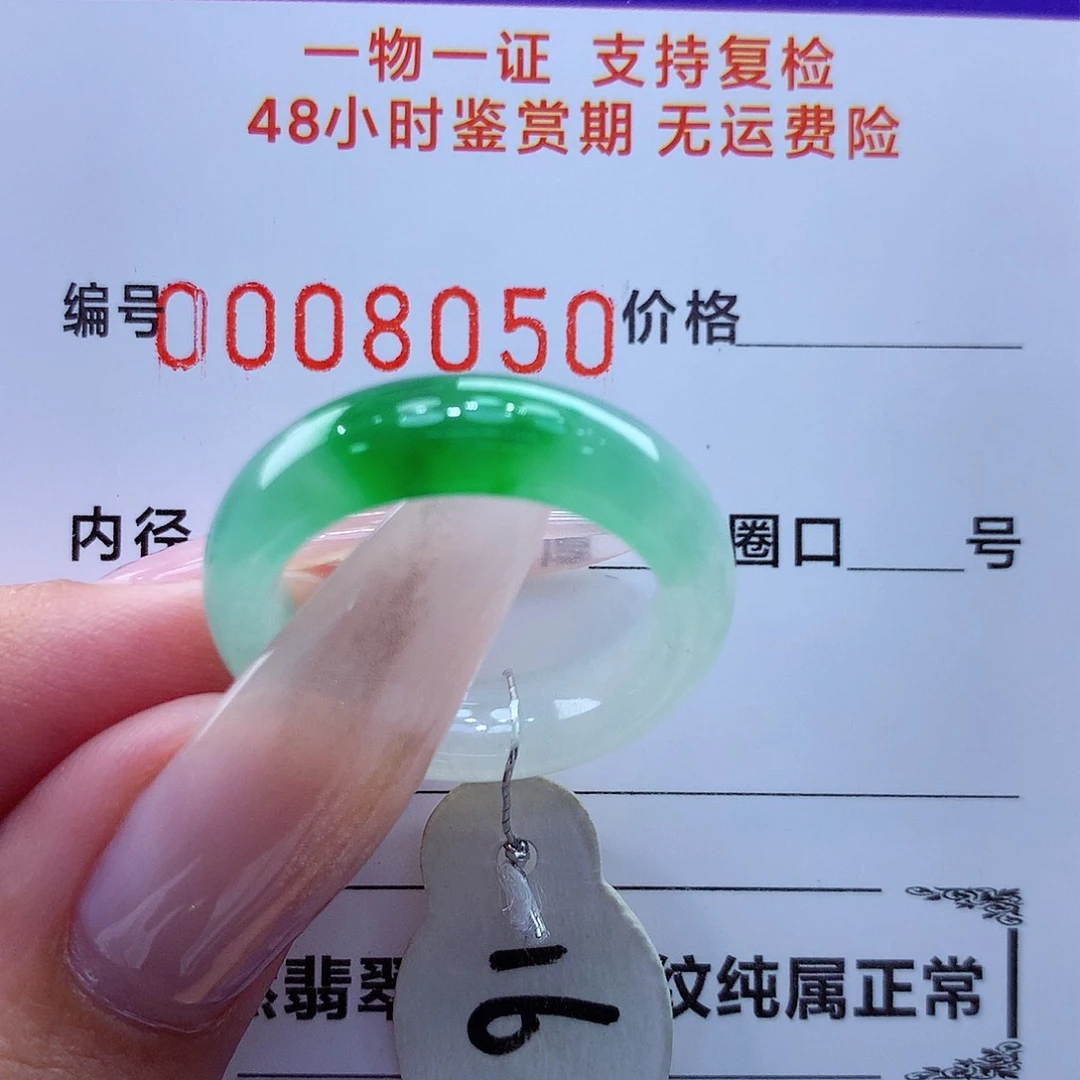 一物一证 支持复检
48小时鉴赏期 无运费险
编号0008050价格
内径 圈口 号
翡翠 纹纯属正常
16